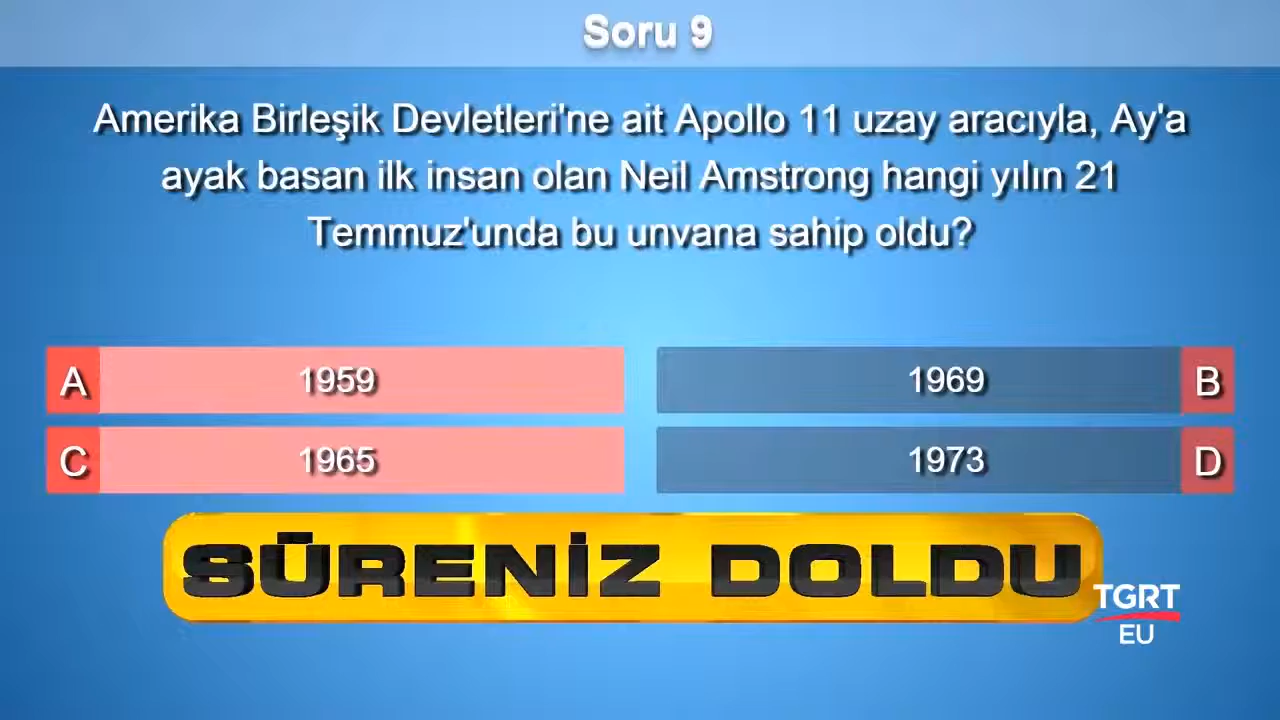 Soru 9
Amerika Birleşik Devletleri'ne ait Apollo 11 uzay aracıyla, Ay'a
ayak basan ilk insan olan Neil Amstrong hangi yılın 21
Temmuz'unda bu unvana sahip oldu?
A 1959
1969 B
C 1965
1973 D
SÜRENİZ DOLDU
TGRT
EU